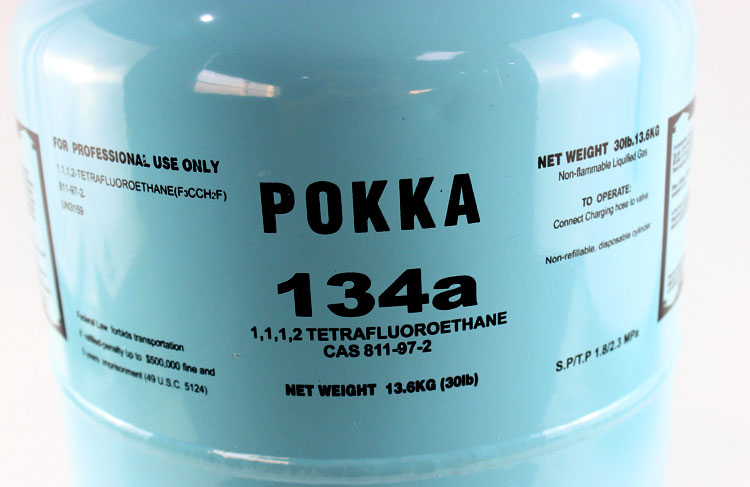 FOR PROFESSIONAL USE ONLY
1,1,1,2-TETRAFLUOROETHANE(F3CCH2F)
811-97-2.
UN3159
Federal Law forbids transportation
if refilled-penalty up to $500,000 fine and
5 years imprisonment (49 U.S.C 5124)
POKKA
134a
1,1,1,2 TETRAFLUOROETHANE
CAS 811-97-2
NET WEIGHT 13.6KG (30lb)
NET WEIGHT 30lb.13.6KG
Non-flammable Liquified Gas
TO OPERATE:
Connect Charging hose to valve
Non-refillable, disposable cylinder
S.P/T.P 1.8/2.3 MPa